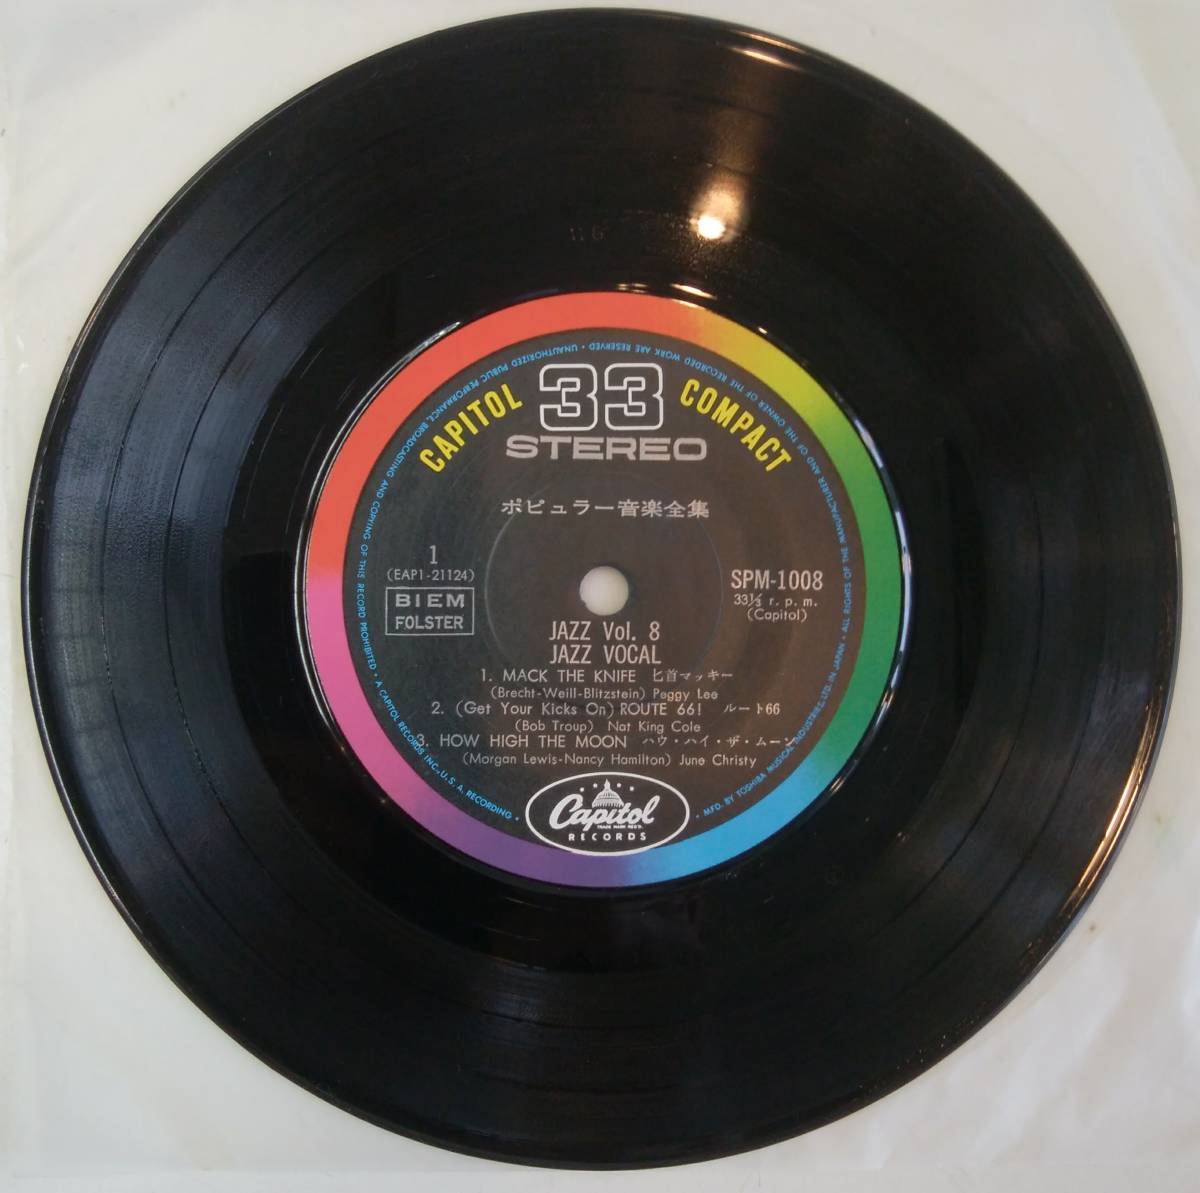 CAPITOL 33 COMPACT
STEREO
ポピュラー音楽全集
1
(EAP1-21124)
BIEM
FOLSTER
SPM-1008
33⅓ r. p. m.
(Capitol)
JAZZ Vol. 8
JAZZ VOCAL
1. MACK THE KNIFE 匕首マッキー
(Brecht-Weill-Blitzstein) Peggy Lee
2. (Get Your Kicks On) ROUTE 66! ルート66
(Bob Troup) Nat King Cole
3. HOW HIGH THE MOON ハウ・ハイ・ザ・ムーン
(Morgan Lewis-Nancy Hamilton) June Christy
Capitol
TRADE MARK REG'D.
RECORDS
MFD. BY TOSHIBA MUSICAL INDUSTRIES, LTD. IN JAPAN • ALL RIGHTS OF THE MANUFACTURER AND OF THE OWNER OF THE RECORDED WORK ARE RESERVED • UNAUTHORIZED PUBLIC PERFORMANCE, BROADCASTING AND COPYING OF THIS RECORD PROHIBITED • A CAPITOL RECORDS INC., U.S.A. RECORDING •